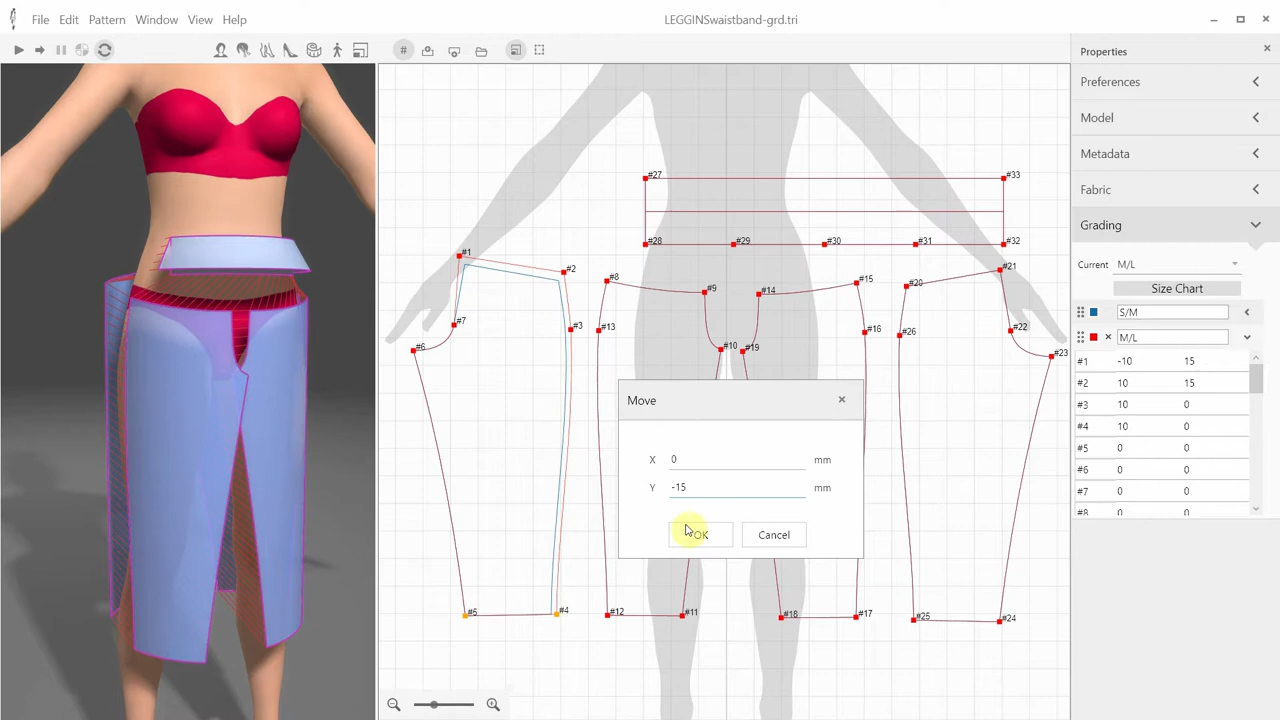 File Edit Pattern Window View Help
LEGGINSwaistband-grd.tri
Properties
Preferences
Model
Metadata
Fabric
Grading
Current M/L
Size Chart
S/M
M/L
#1 -10 15
#2 10 15
#3 10 0
#4 10 0
#5 0 0
#6 0 0
#7 0 0
#8 0 0
#27 #33
#28 #29 #30 #31 #32
#1 #2 #8 #9 #14 #15 #20 #21
#7 #3 #13 #16 #26 #22
#6 #10 #19 #23
Move
X 0 mm
Y -15 mm
OK Cancel
#5 #4 #12 #11 #18 #17 #25 #24